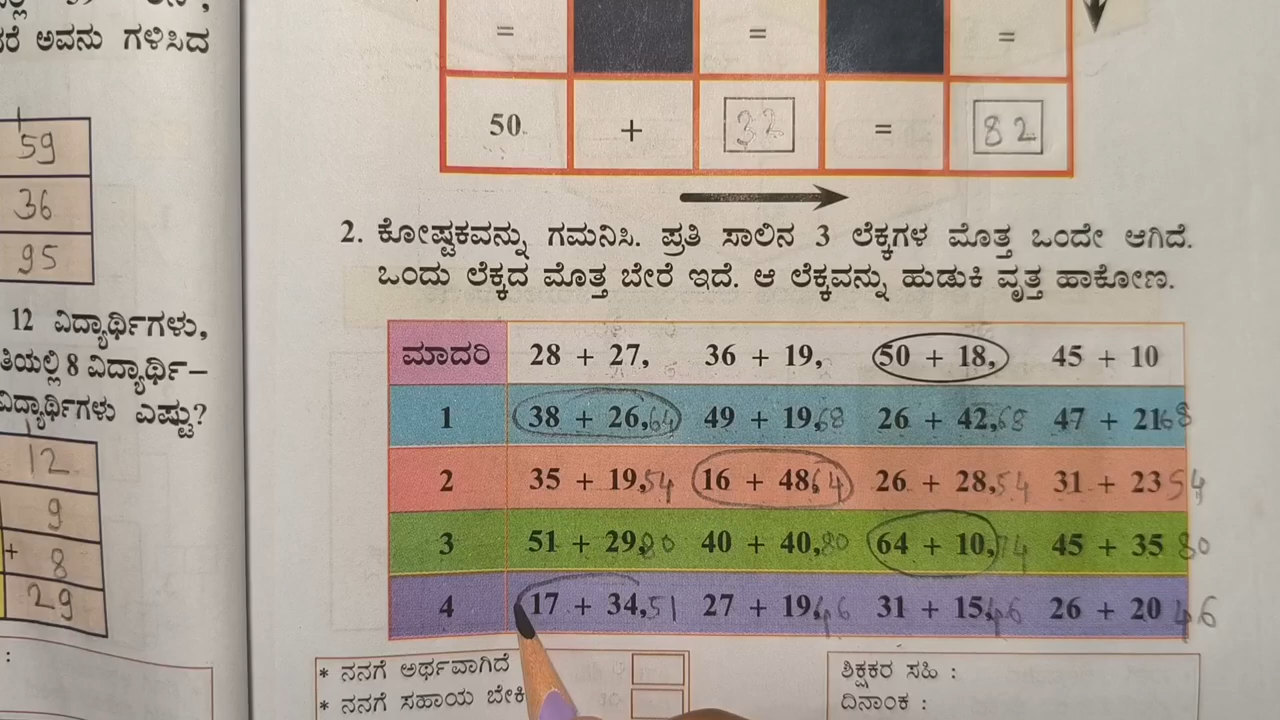 ರೆ ಅವನು ಗಳಿಸಿದ
59
36
95
12 ವಿದ್ಯಾರ್ಥಿಗಳು,
ತಿಯಲ್ಲಿ 8 ವಿದ್ಯಾರ್ಥಿ–
ವಿದ್ಯಾರ್ಥಿಗಳು ಎಷ್ಟು?
12
9
+ 8
29
= = =
50 + 32 = 82
2. ಕೋಷ್ಟಕವನ್ನು ಗಮನಿಸಿ. ಪ್ರತಿ ಸಾಲಿನ 3 ಲೆಕ್ಕಗಳ ಮೊತ್ತ ಒಂದೇ ಆಗಿದೆ.
ಒಂದು ಲೆಕ್ಕದ ಮೊತ್ತ ಬೇರೆ ಇದೆ. ಆ ಲೆಕ್ಕವನ್ನು ಹುಡುಕಿ ವೃತ್ತ ಹಾಕೋಣ.
ಮಾದರಿ 28 + 27, 36 + 19, 50 + 18, 45 + 10
1 38 + 26, 64 49 + 19, 68 26 + 42, 68 47 + 21 68
2 35 + 19, 54 16 + 48, 64 26 + 28, 54 31 + 23 54
3 51 + 29, 80 40 + 40, 80 64 + 10, 74 45 + 35 80
4 17 + 34, 51 27 + 19, 46 31 + 15, 46 26 + 20 46
* ನನಗೆ ಅರ್ಥವಾಗಿದೆ
* ನನಗೆ ಸಹಾಯ ಬೇಕಿ
ಶಿಕ್ಷಕರ ಸಹಿ :
ದಿನಾಂಕ :